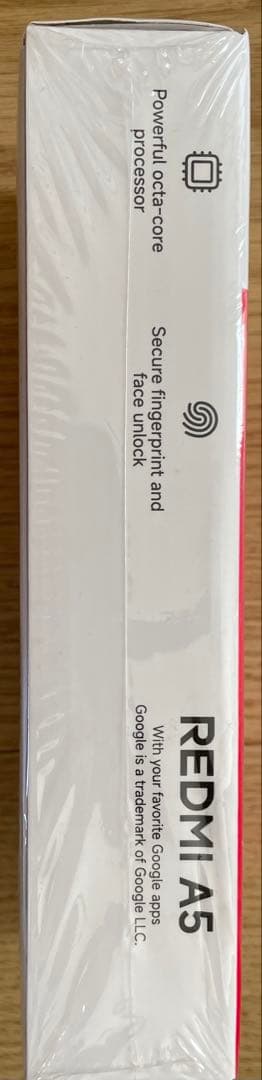 Powerful octa-core
processor
Secure fingerprint and
face unlock
REDMI A5
With your favorite Google apps
Google is a trademark of Google LLC.